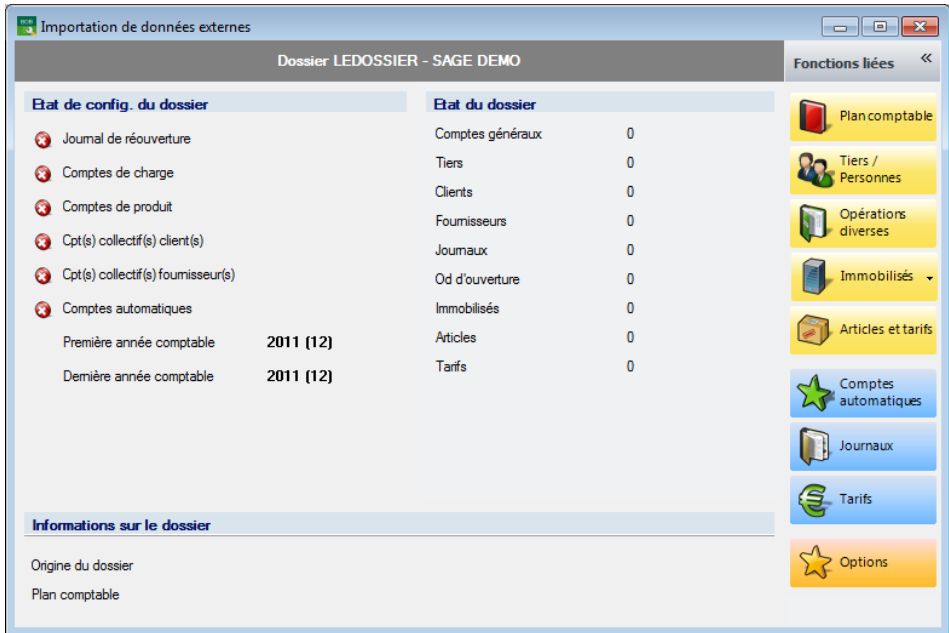 BOB
Importation de données externes
Dossier LEDOSSIER - SAGE DEMO
Fonctions liées «
Etat de config. du dossier
Journal de réouverture
Comptes de charge
Comptes de produit
Cpt(s) collectif(s) client(s)
Cpt(s) collectif(s) fournisseur(s)
Comptes automatiques
Première année comptable 2011 (12)
Dernière année comptable 2011 (12)
Etat du dossier
Comptes généraux 0
Tiers 0
Clients 0
Fournisseurs 0
Journaux 0
Od d'ouverture 0
Immobilisés 0
Articles 0
Tarifs 0
Informations sur le dossier
Origine du dossier
Plan comptable
Plan comptable
Tiers /
Personnes
Opérations
diverses
Immobilisés
Articles et tarifs
Comptes
automatiques
Journaux
Tarifs
Options